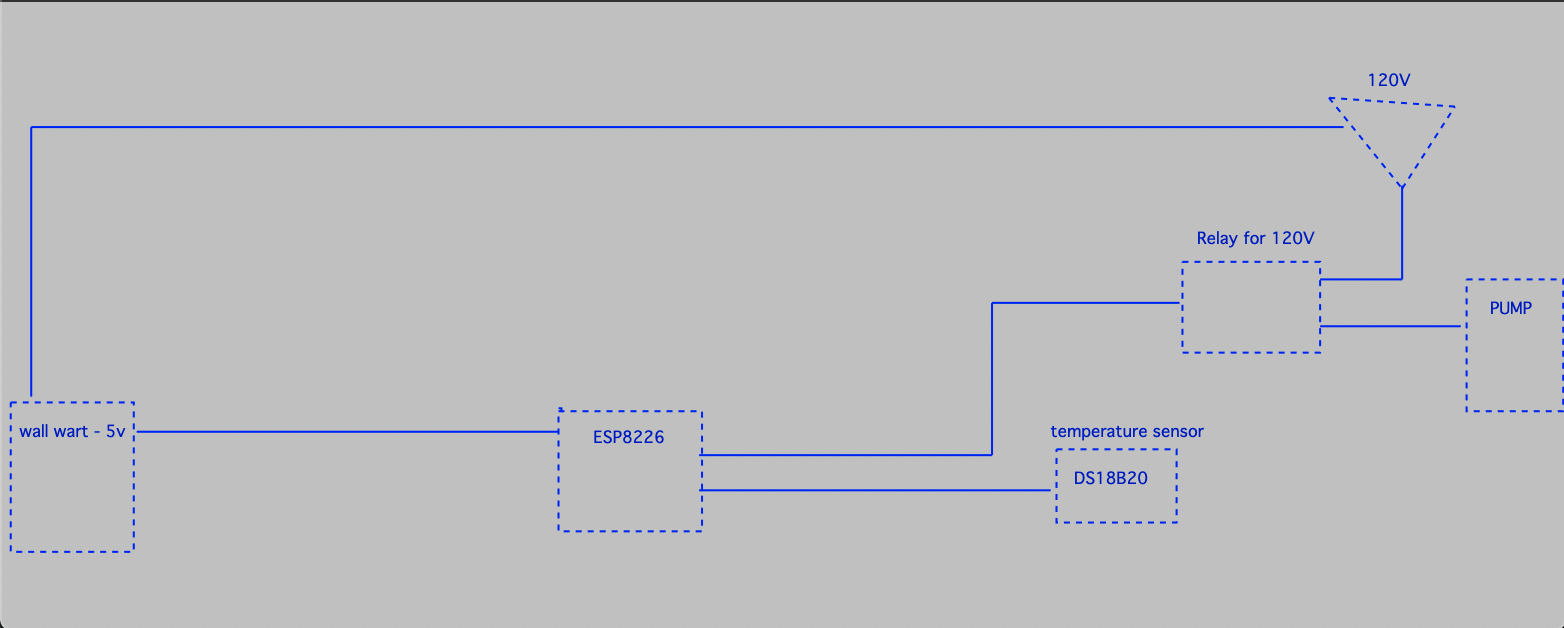 120V
Relay for 120V
PUMP
wall wart - 5v
ESP8226
temperature sensor
DS18B20